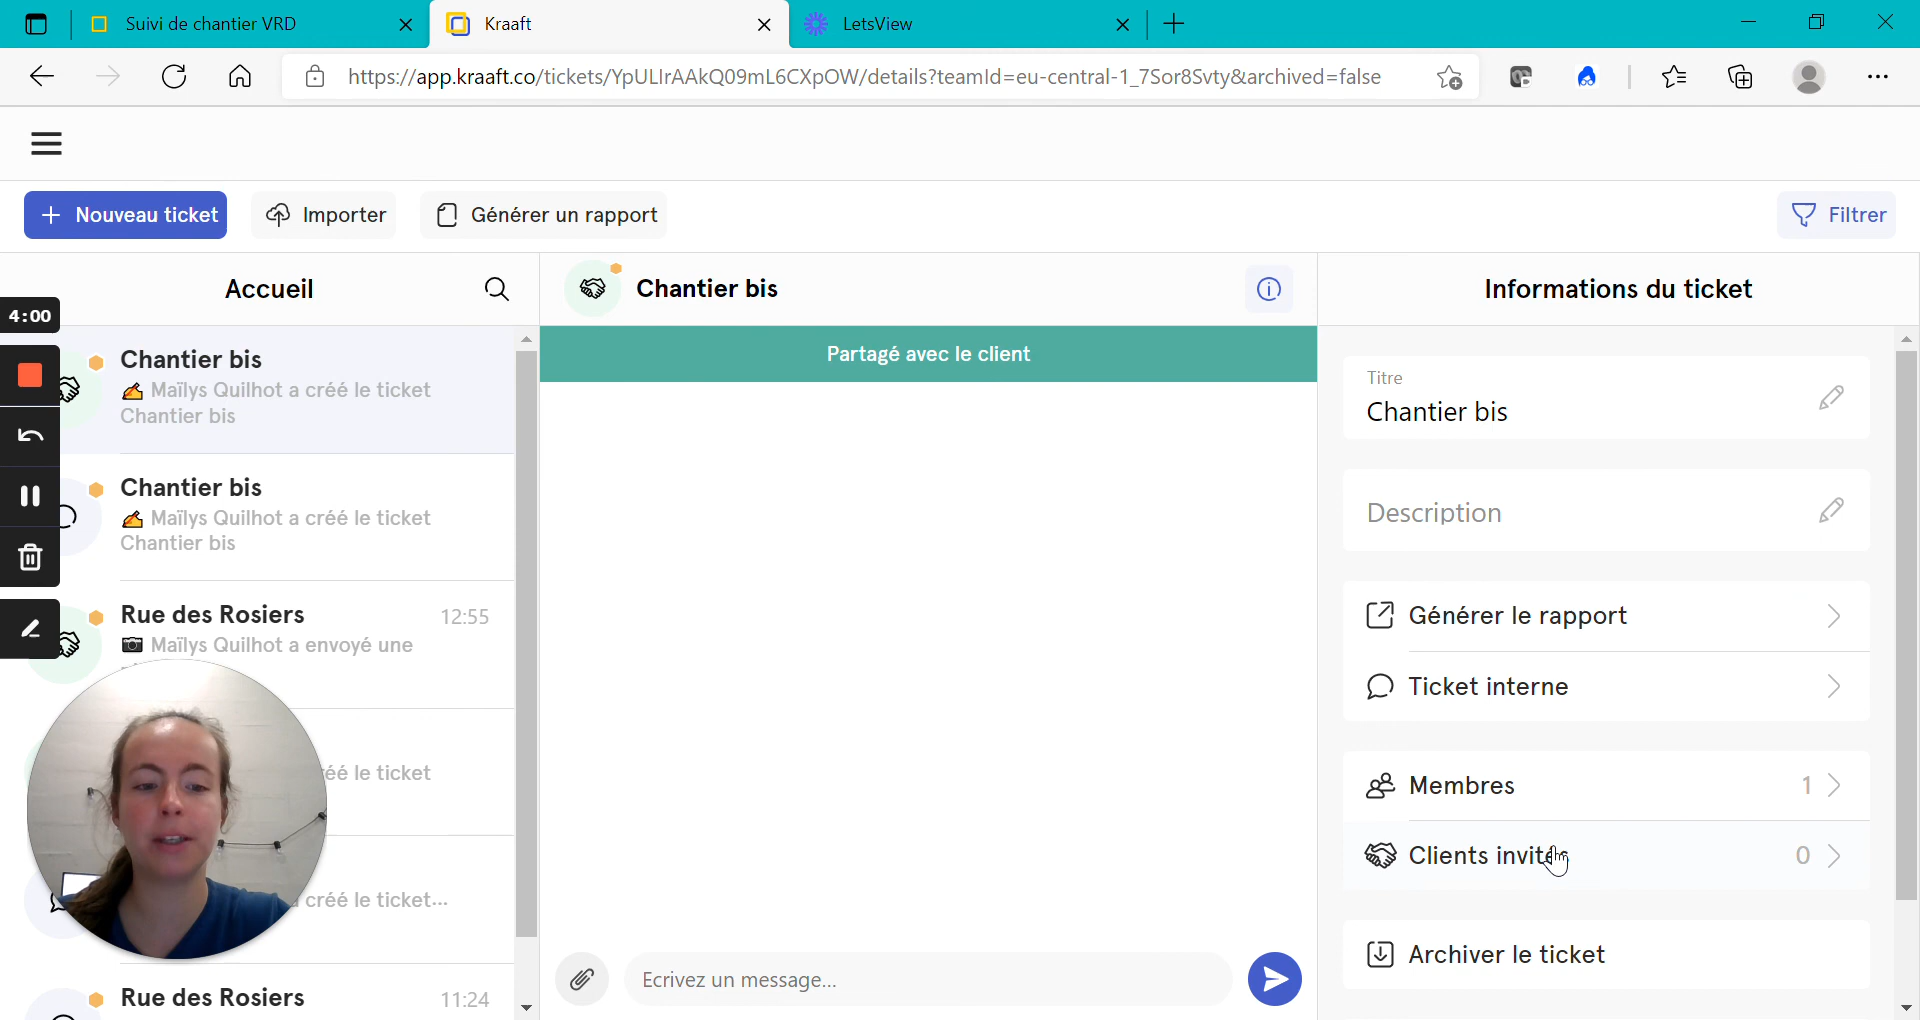 Suivi de chantier VRD
Kraaft
LetsView
https://app.kraaft.co/tickets/YpULIrAAkQ09mL6CXpOW/details?teamId=eu-central-1_7Sor8Svty&archived=false
Nouveau ticket
Importer
Générer un rapport
Filtrer
Accueil
Chantier bis
Informations du ticket
4:00
Chantier bis
Maïlys Quilhot a créé le ticket
Chantier bis
Chantier bis
Maïlys Quilhot a créé le ticket
Chantier bis
Rue des Rosiers 12:55
Maïlys Quilhot a envoyé une
créé le ticket
créé le ticket...
Rue des Rosiers 11:24
Partagé avec le client
Ecrivez un message...
Titre
Chantier bis
Description
Générer le rapport
Ticket interne
Membres 1
Clients invités 0
Archiver le ticket